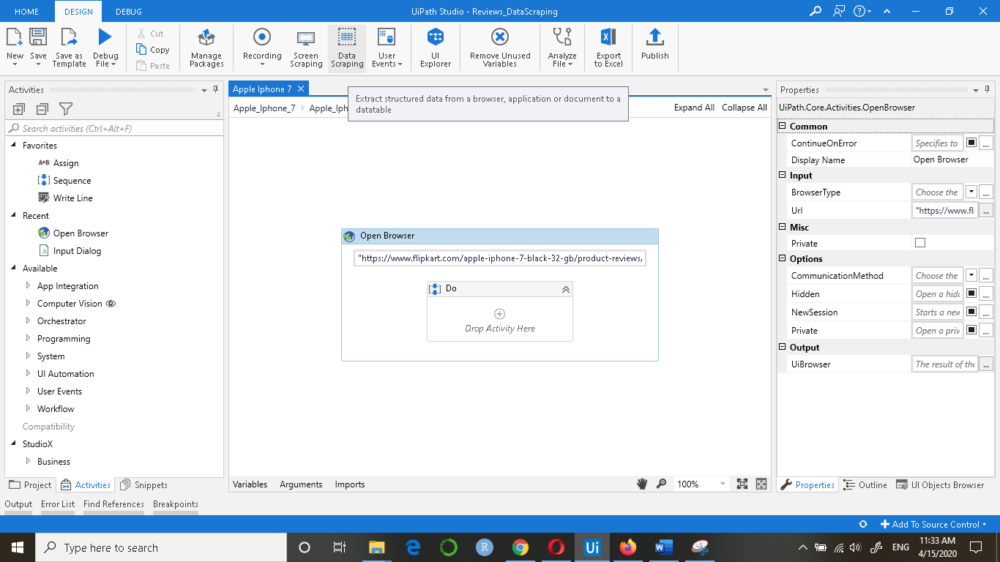 HOME DESIGN DEBUG UiPath Studio - Reviews_DataScraping
New Save Save as Template Debug File Cut Copy Paste Manage Packages Recording Screen Scraping Data Scraping User Events UI Explorer Remove Unused Variables Analyze File Export to Excel Publish
Activities
Search activities (Ctrl+Alt+F)
Favorites
A+B Assign
Sequence
Write Line
Recent
Open Browser
Input Dialog
Available
App Integration
Computer Vision
Orchestrator
Programming
System
UI Automation
User Events
Workflow
Compatibility
StudioX
Business
Project Activities Snippets
Apple Iphone 7
Extract structured data from a browser, application or document to a
datatable
Apple_Iphone_7 > Apple_Iph Expand All Collapse All
Open Browser
"https://www.flipkart.com/apple-iphone-7-black-32-gb/product-reviews/
Do
Drop Activity Here
Variables Arguments Imports 100%
Properties
UiPath.Core.Activities.OpenBrowser
Common
ContinueOnError Specifies to ...
Display Name Open Browser
Input
BrowserType Choose the ...
Url "https://www.fli ...
Misc
Private
Options
CommunicationMethod Choose the ...
Hidden Open a hidd ...
NewSession Starts a new ...
Private Open a priv ...
Output
UiBrowser The result of the ...
Properties Outline UI Objects Browser
Output Error List Find References Breakpoints
Add To Source Control
Type here to search
e R Ui W
ENG
11:33 AM
4/15/2020